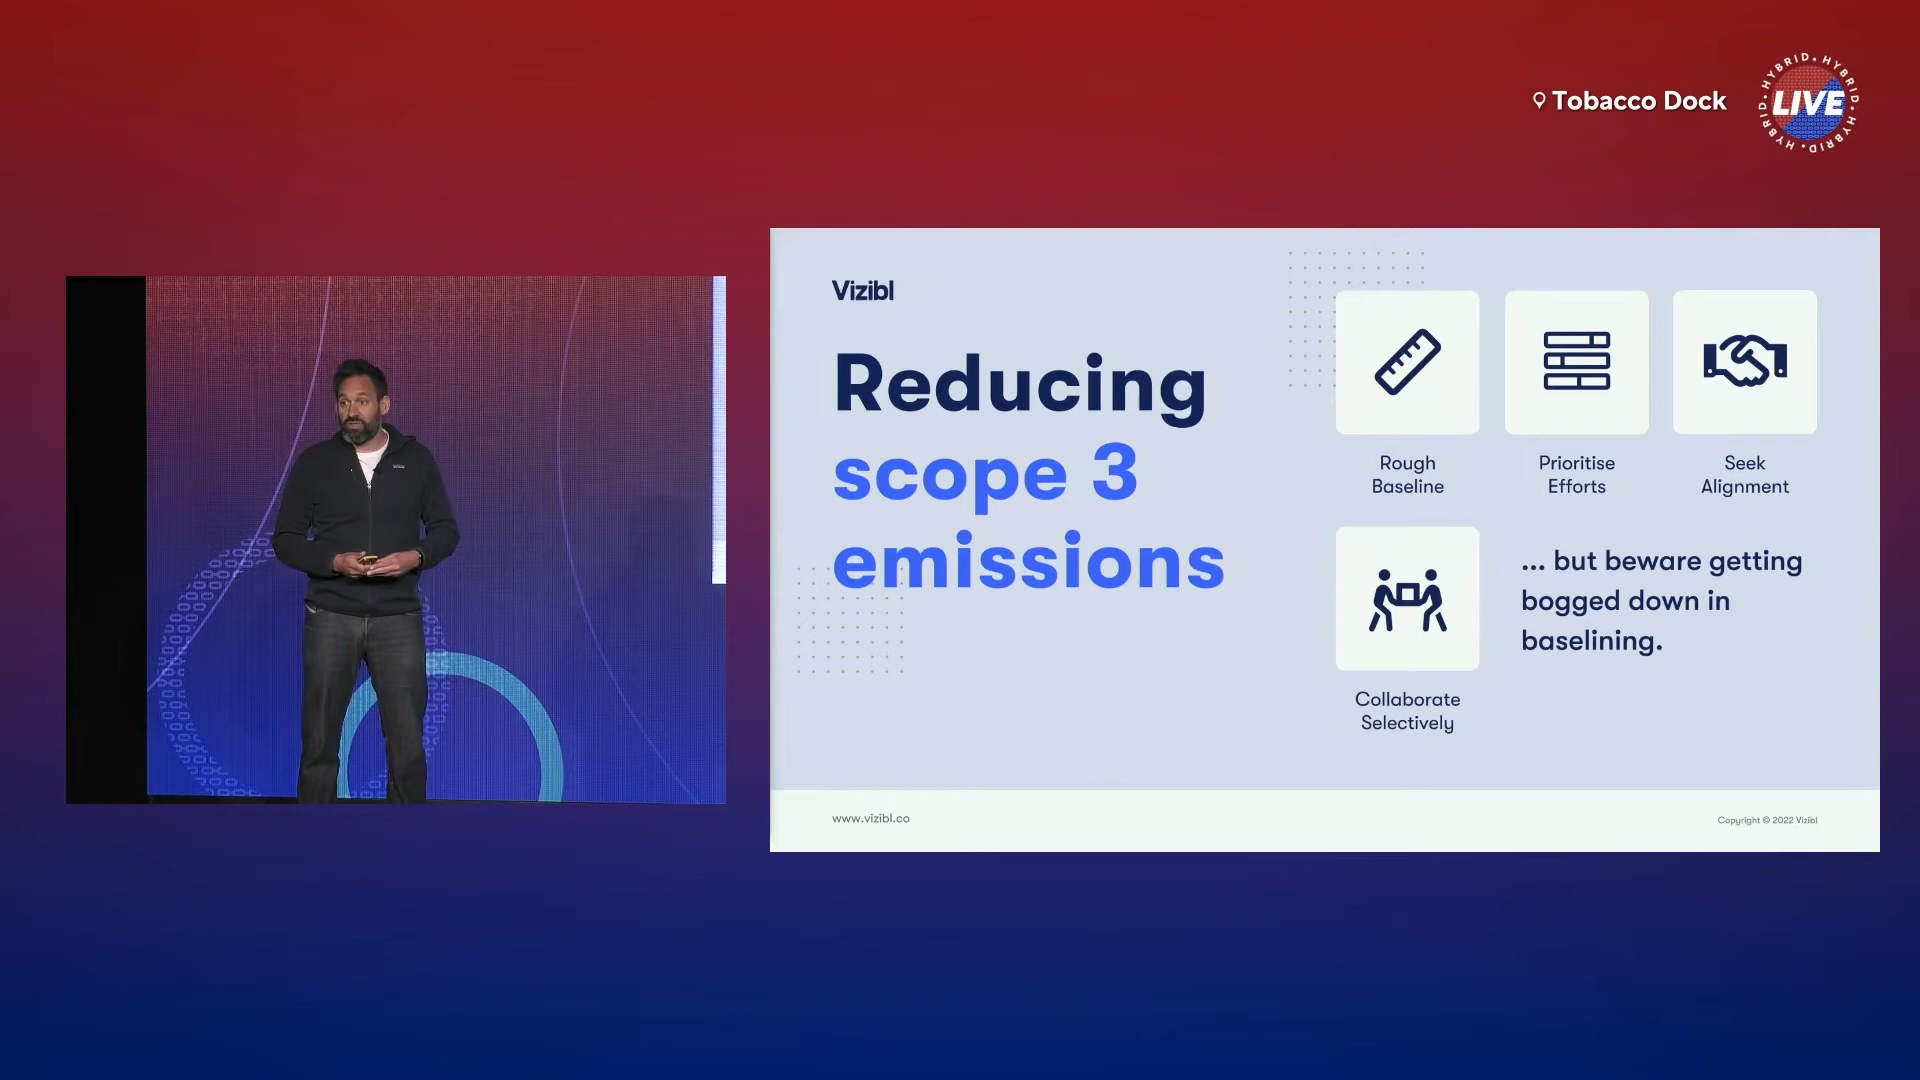 Tobacco Dock
HYBRID • HYBRID • HYBRID • HYBRID •
LIVE
Vizibl
Reducing
scope 3
emissions
Rough
Baseline
Prioritise
Efforts
Seek
Alignment
Collaborate
Selectively
... but beware getting
bogged down in
baselining.
www.vizibl.co
Copyright © 2022 Vizibl